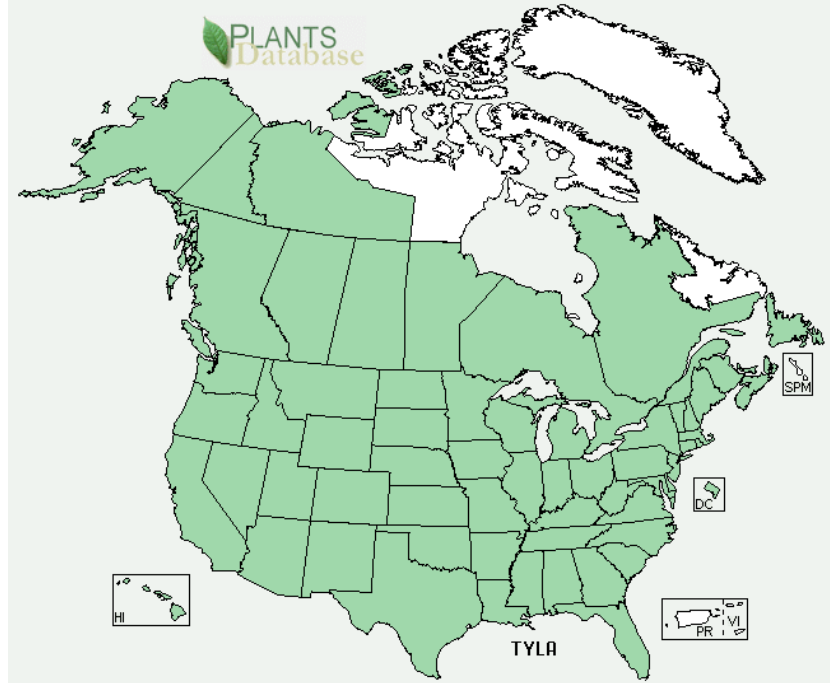 PLANTS
Database
SPM
DC
HI
PR
VI
TYLA